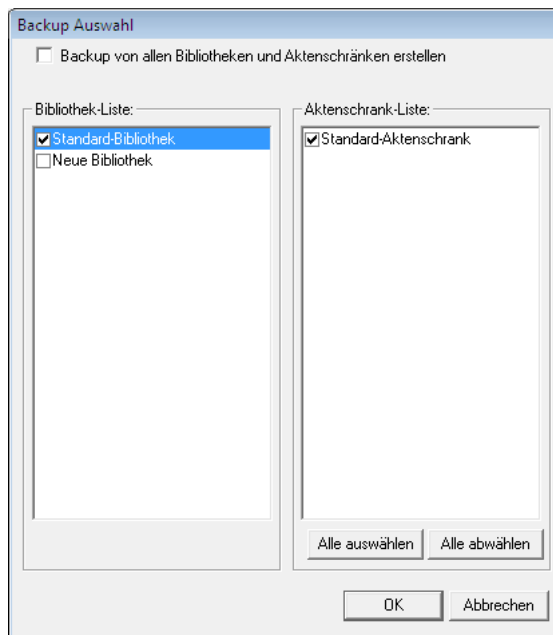 Backup Auswahl
Backup von allen Bibliotheken und Aktenschränken erstellen
Bibliothek-Liste:
Standard-Bibliothek
Neue Bibliothek
Aktenschrank-Liste:
Standard-Aktenschrank
Alle auswählen
Alle abwählen
OK
Abbrechen